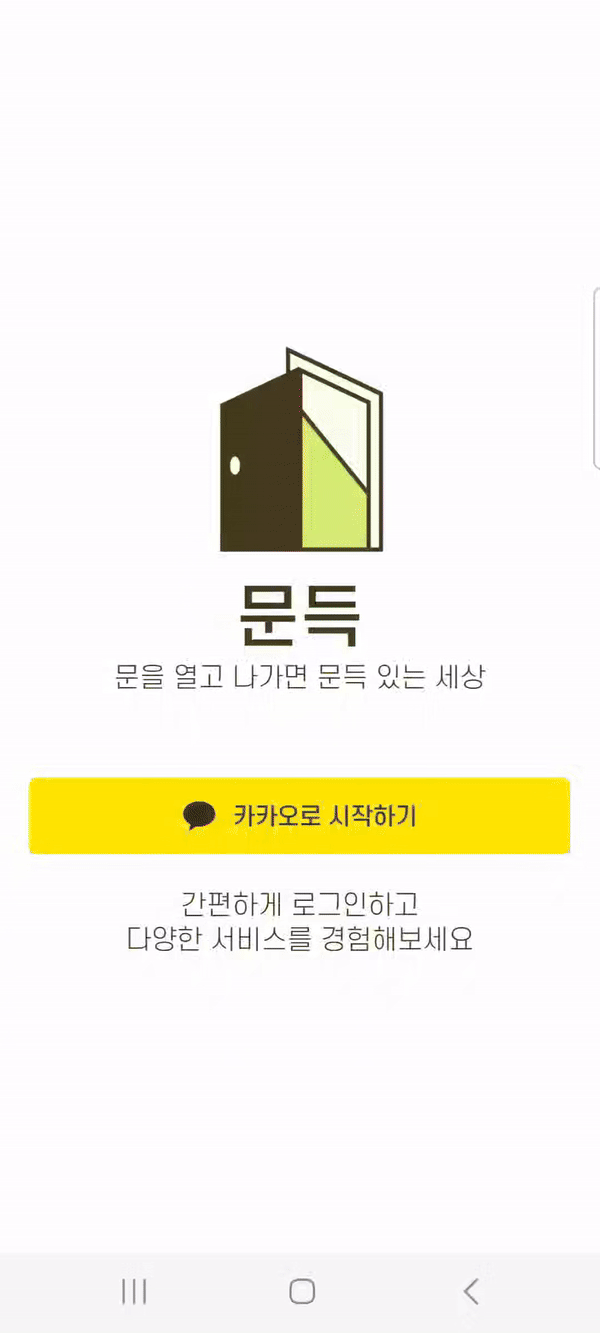 문득
문을 열고 나가면 문득 있는 세상
카카오로 시작하기
간편하게 로그인하고
다양한 서비스를 경험해보세요